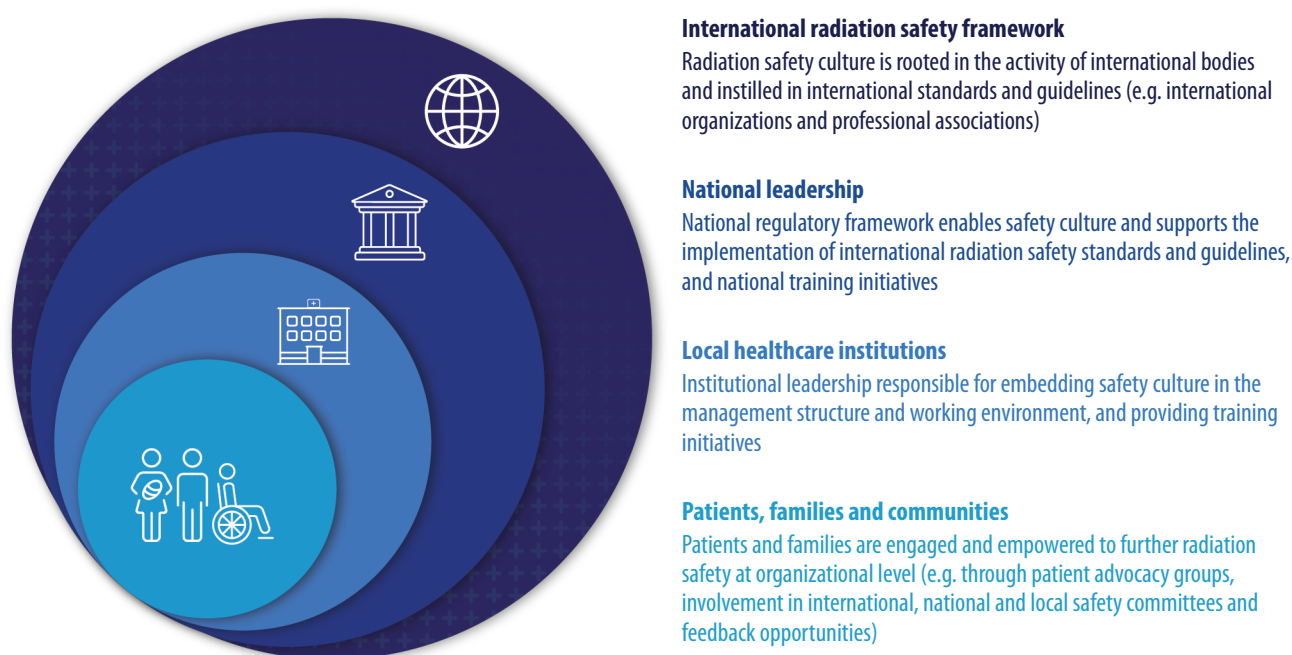 International radiation safety framework
Radiation safety culture is rooted in the activity of international bodies
and instilled in international standards and guidelines (e.g. international
organizations and professional associations)
National leadership
National regulatory framework enables safety culture and supports the
implementation of international radiation safety standards and guidelines,
and national training initiatives
Local healthcare institutions
Institutional leadership responsible for embedding safety culture in the
management structure and working environment, and providing training
initiatives
Patients, families and communities
Patients and families are engaged and empowered to further radiation
safety at organizational level (e.g. through patient advocacy groups,
involvement in international, national and local safety committees and
feedback opportunities)